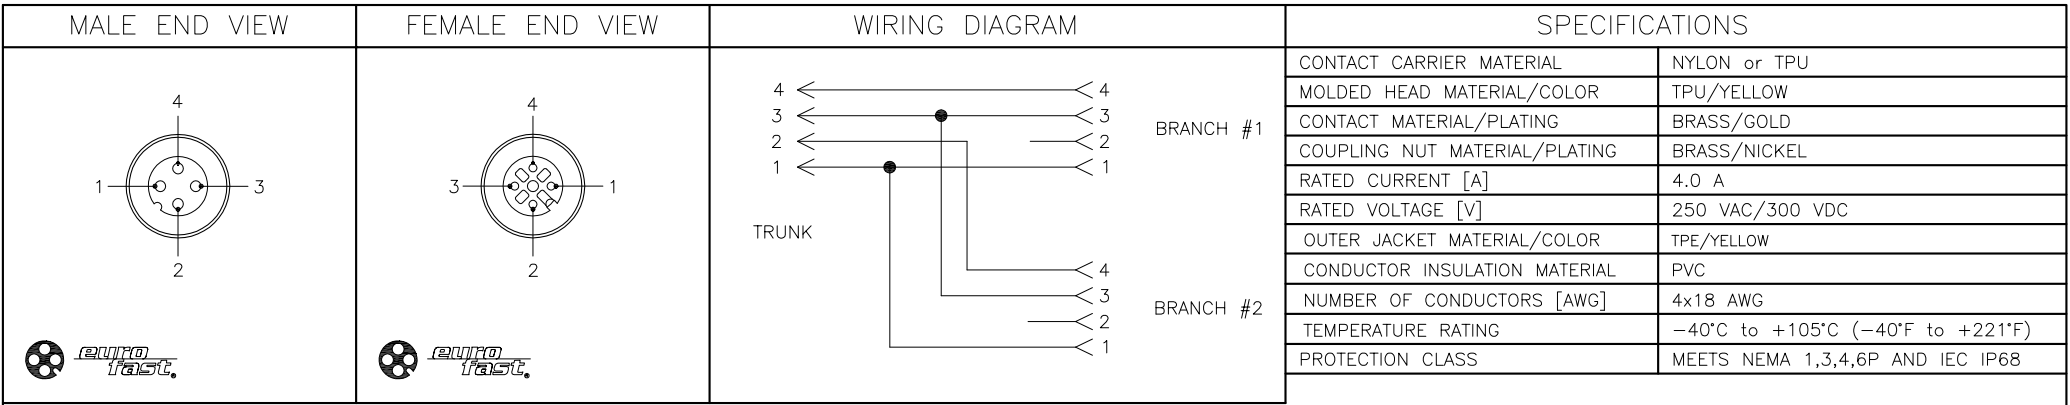 MALE END VIEW
4
1
3
2
euro
fast®
FEMALE END VIEW
4
3
1
2
euro
fast®
WIRING DIAGRAM
4 4
3 3
2 2
1 1
BRANCH #1
TRUNK
4
3
2
1
BRANCH #2
SPECIFICATIONS
CONTACT CARRIER MATERIAL NYLON or TPU
MOLDED HEAD MATERIAL/COLOR TPU/YELLOW
CONTACT MATERIAL/PLATING BRASS/GOLD
COUPLING NUT MATERIAL/PLATING BRASS/NICKEL
RATED CURRENT [A] 4.0 A
RATED VOLTAGE [V] 250 VAC/300 VDC
OUTER JACKET MATERIAL/COLOR TPE/YELLOW
CONDUCTOR INSULATION MATERIAL PVC
NUMBER OF CONDUCTORS [AWG] 4x18 AWG
TEMPERATURE RATING −40°C to +105°C (−40°F to +221°F)
PROTECTION CLASS MEETS NEMA 1,3,4,6P AND IEC IP68